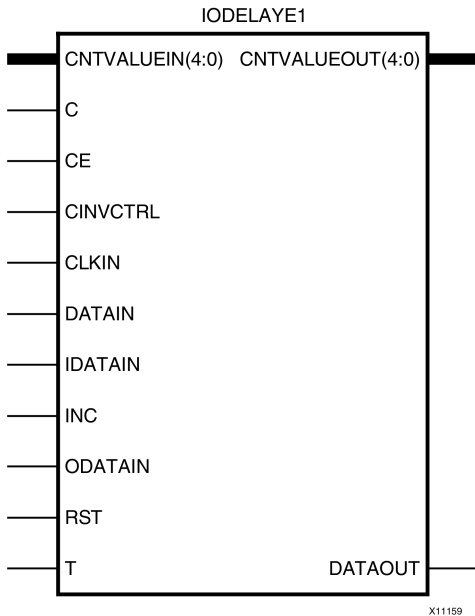 IODELAYE1
CNTVALUEIN(4:0) CNTVALUEOUT(4:0)
C
CE
CINVCTRL
CLKIN
DATAIN
IDATAIN
INC
ODATAIN
RST
T DATAOUT
X11159